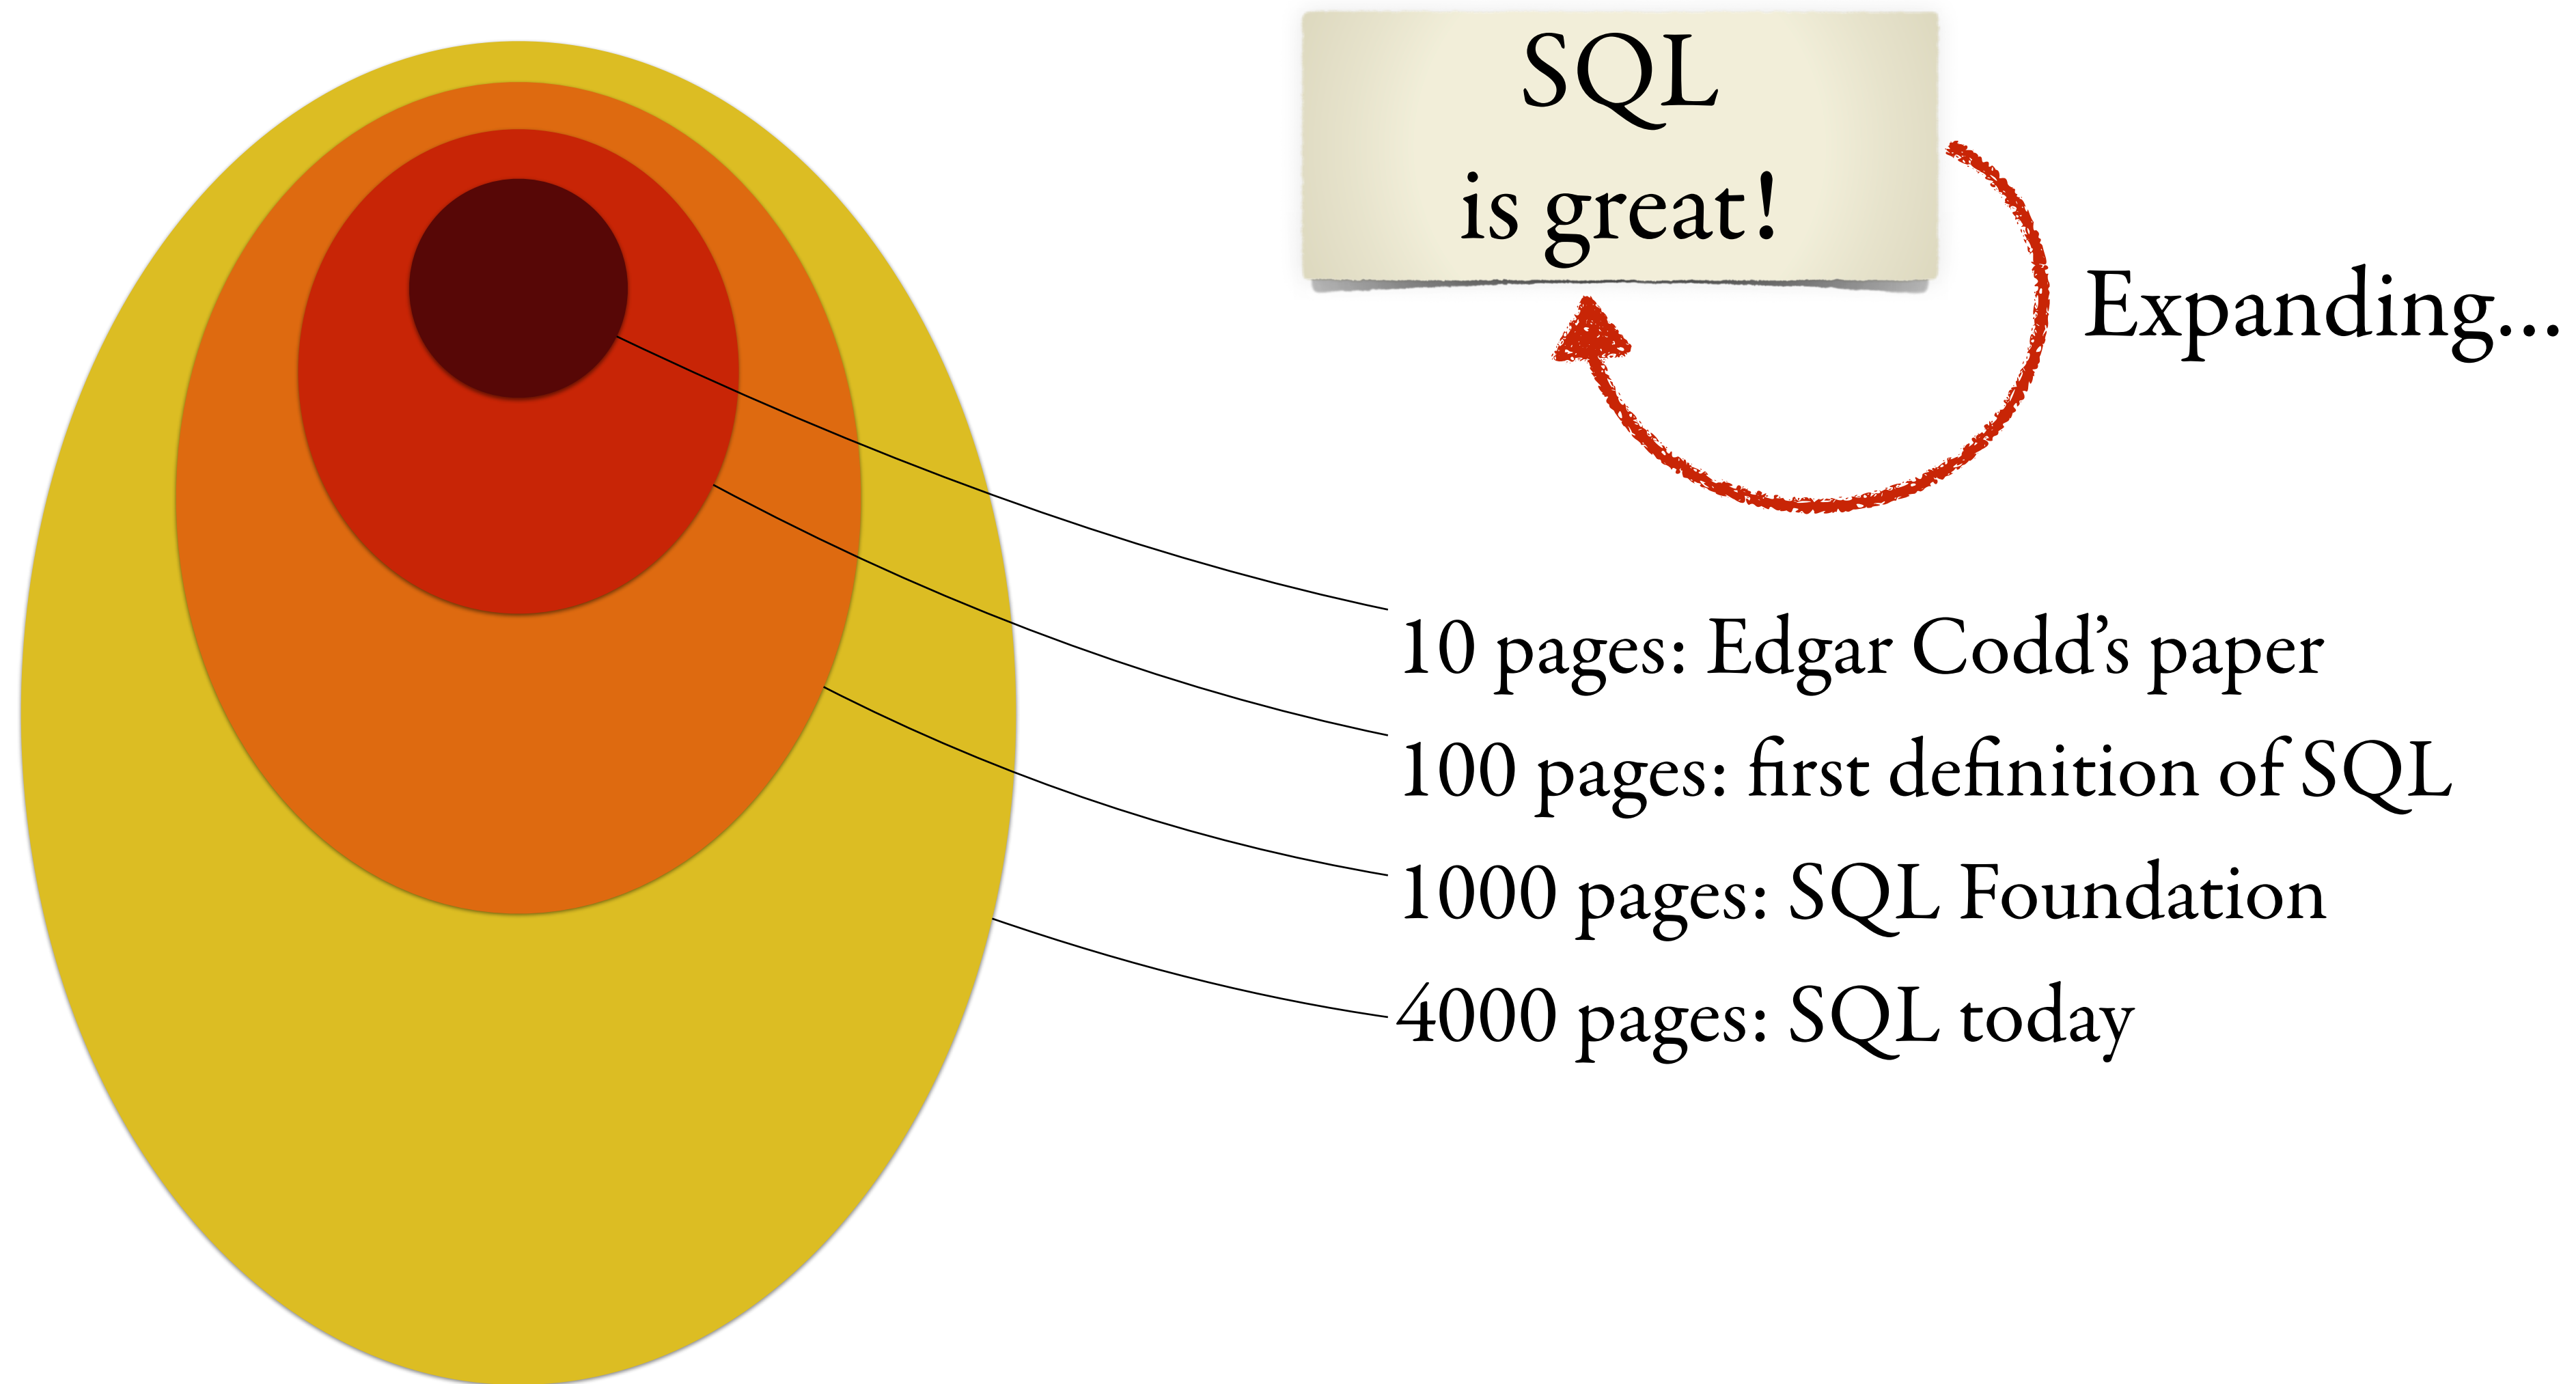 SQL
is great!
Expanding...
10 pages: Edgar Codd’s paper
100 pages: first definition of SQL
1000 pages: SQL Foundation
4000 pages: SQL today